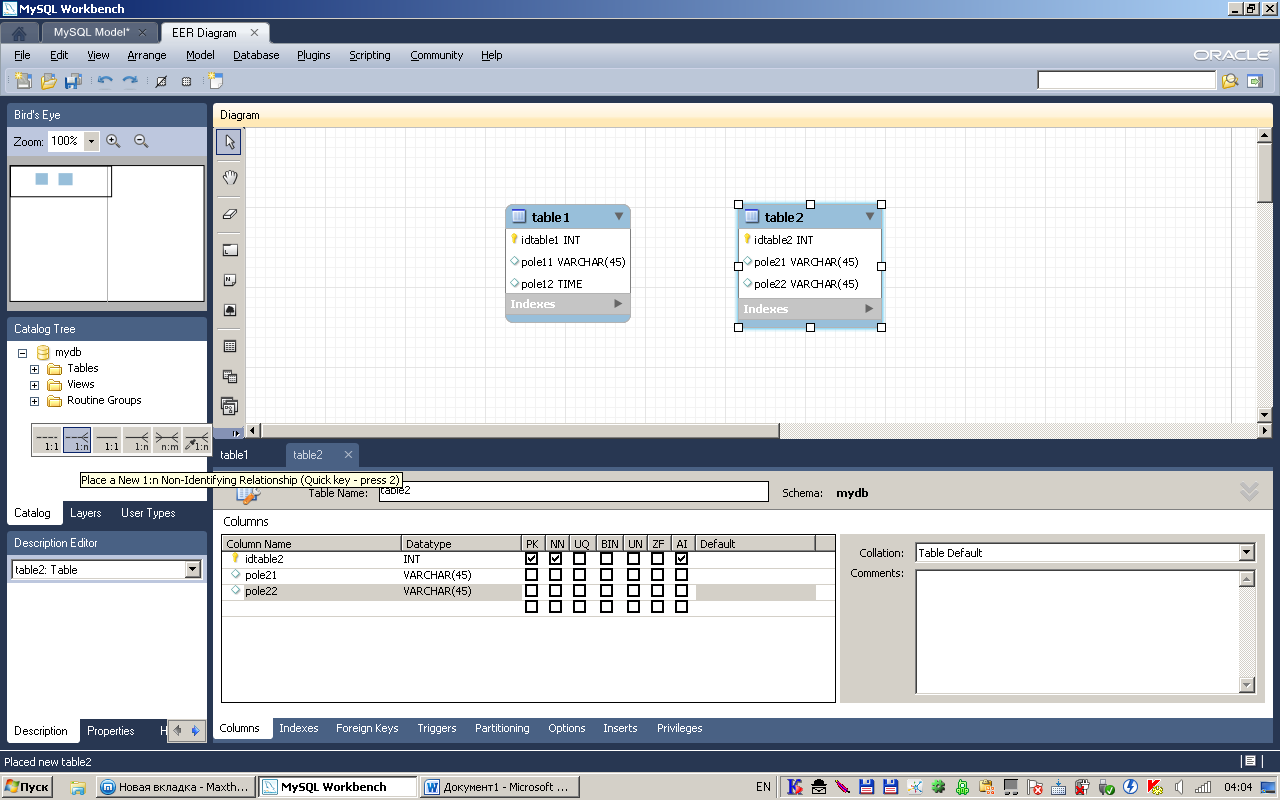 MySQL Workbench
MySQL Model*
EER Diagram
File Edit View Arrange Model Database Plugins Scripting Community Help
ORACLE
Bird's Eye
Zoom: 100%
Diagram
table1
idtable1 INT
pole11 VARCHAR(45)
pole12 TIME
Indexes
table2
idtable2 INT
pole21 VARCHAR(45)
pole22 VARCHAR(45)
Indexes
Catalog Tree
mydb
Tables
Views
Routine Groups
1:1 1:n 1:1 1:n n:m 1:n
Place a New 1:n Non-Identifying Relationship (Quick key - press 2)
Catalog Layers User Types
Description Editor
table2: Table
Description Properties H
table1 table2
Table Name: table2 Schema: mydb
Columns
Column Name Datatype PK NN UQ BIN UN ZF AI Default
idtable2 INT
pole21 VARCHAR(45)
pole22 VARCHAR(45)
Collation: Table Default
Comments:
Columns Indexes Foreign Keys Triggers Partitioning Options Inserts Privileges
Placed new table2
Пуск
Новая вкладка - Maxth...
MySQL Workbench
Документ1 - Microsoft ...
EN
04:04